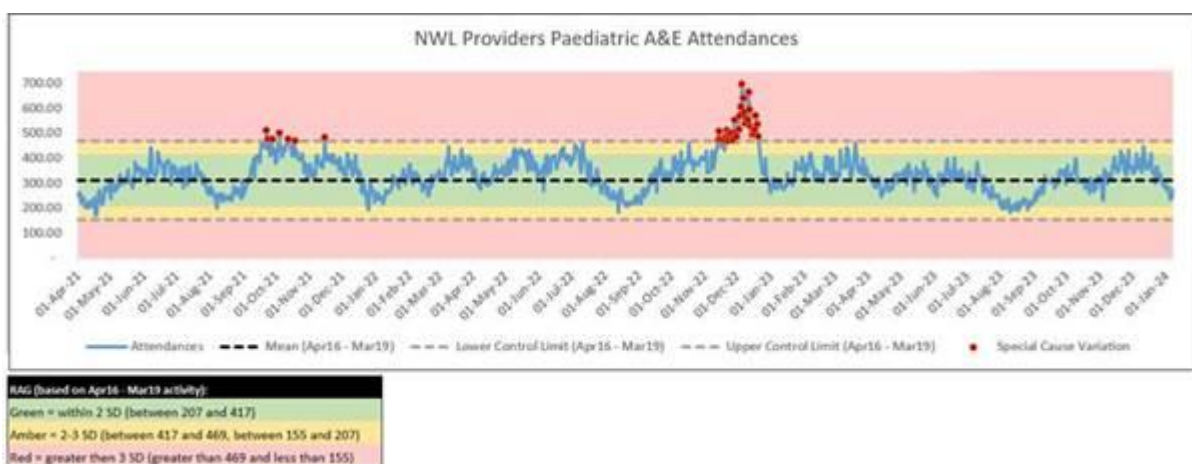 NWL Providers Paediatric A&E Attendances
700.00
600.00
500.00
400.00
300.00
200.00
100.00
-
01-Apr-21
01-May-21
01-Jun-21
01-Jul-21
01-Aug-21
01-Sep-21
01-Oct-21
01-Nov-21
01-Dec-21
01-Jan-22
01-Feb-22
01-Mar-22
01-Apr-22
01-May-22
01-Jun-22
01-Jul-22
01-Aug-22
01-Sep-22
01-Oct-22
01-Nov-22
01-Dec-22
01-Jan-23
01-Feb-23
01-Mar-23
01-Apr-23
01-May-23
01-Jun-23
01-Jul-23
01-Aug-23
01-Sep-23
01-Oct-23
01-Nov-23
01-Dec-23
01-Jan-24
Attendances Mean (Apr16 - Mar19) Lower Control Limit (Apr16 - Mar19) Upper Control Limit (Apr16 - Mar19) Special Cause Variation
RAG (based on Apr16 - Mar19 activity):
Green = within 2 SD (between 207 and 417)
Amber = 2-3 SD (between 417 and 469, between 155 and 207)
Red = greater then 3 SD (greater than 469 and less than 155)